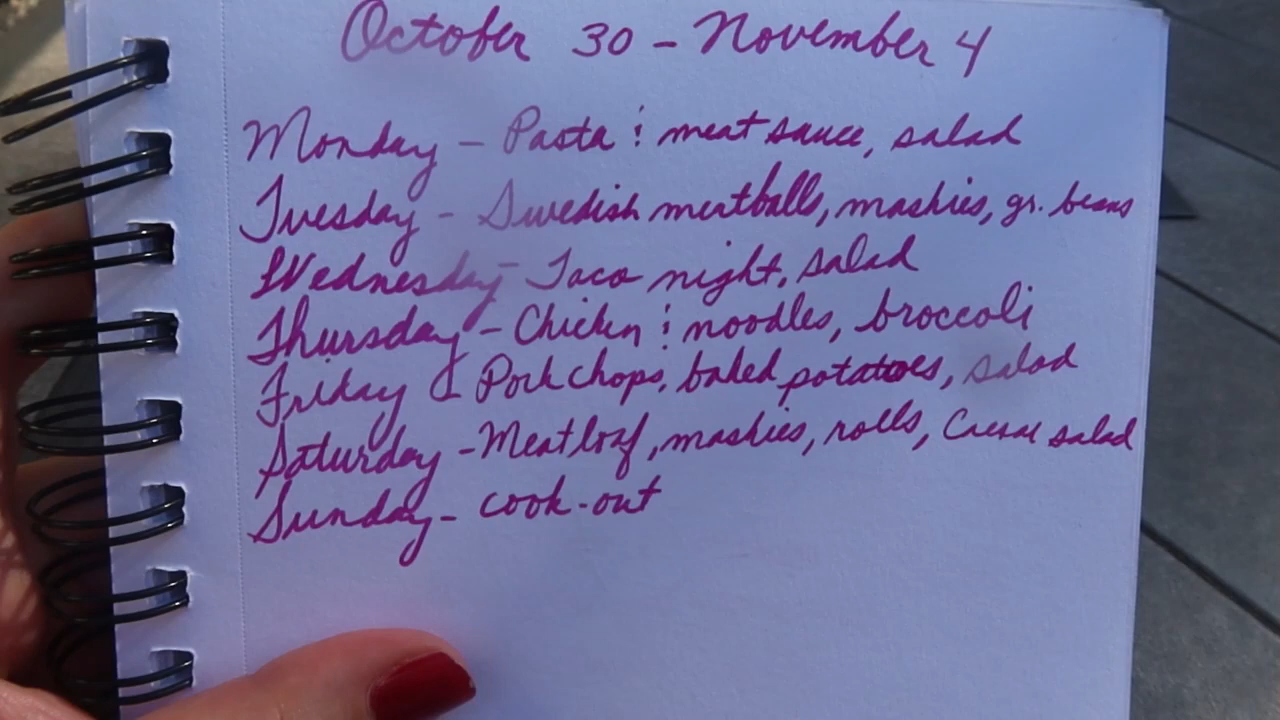 October 30 - November 4
Monday - Pasta & meat sauce, salad
Tuesday - Swedish meatballs, mashies, gr. beans
Wednesday - Taco night, salad
Thursday - Chicken & noodles, broccoli
Friday - Pork chops, baked potatoes, salad
Saturday - Meatloaf, mashies, rolls, Caesar salad
Sunday - cook-out